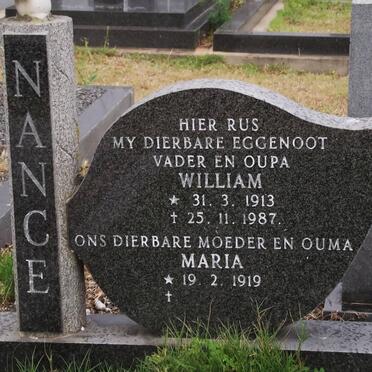 NANCE
HIER RUS
MY DIERBARE EGGENOOT
VADER EN OUPA
WILLIAM
★ 31. 3. 1913
✝ 25. 11. 1987.
ONS DIERBARE MOEDER EN OUMA
MARIA
★ 19. 2. 1919
✝